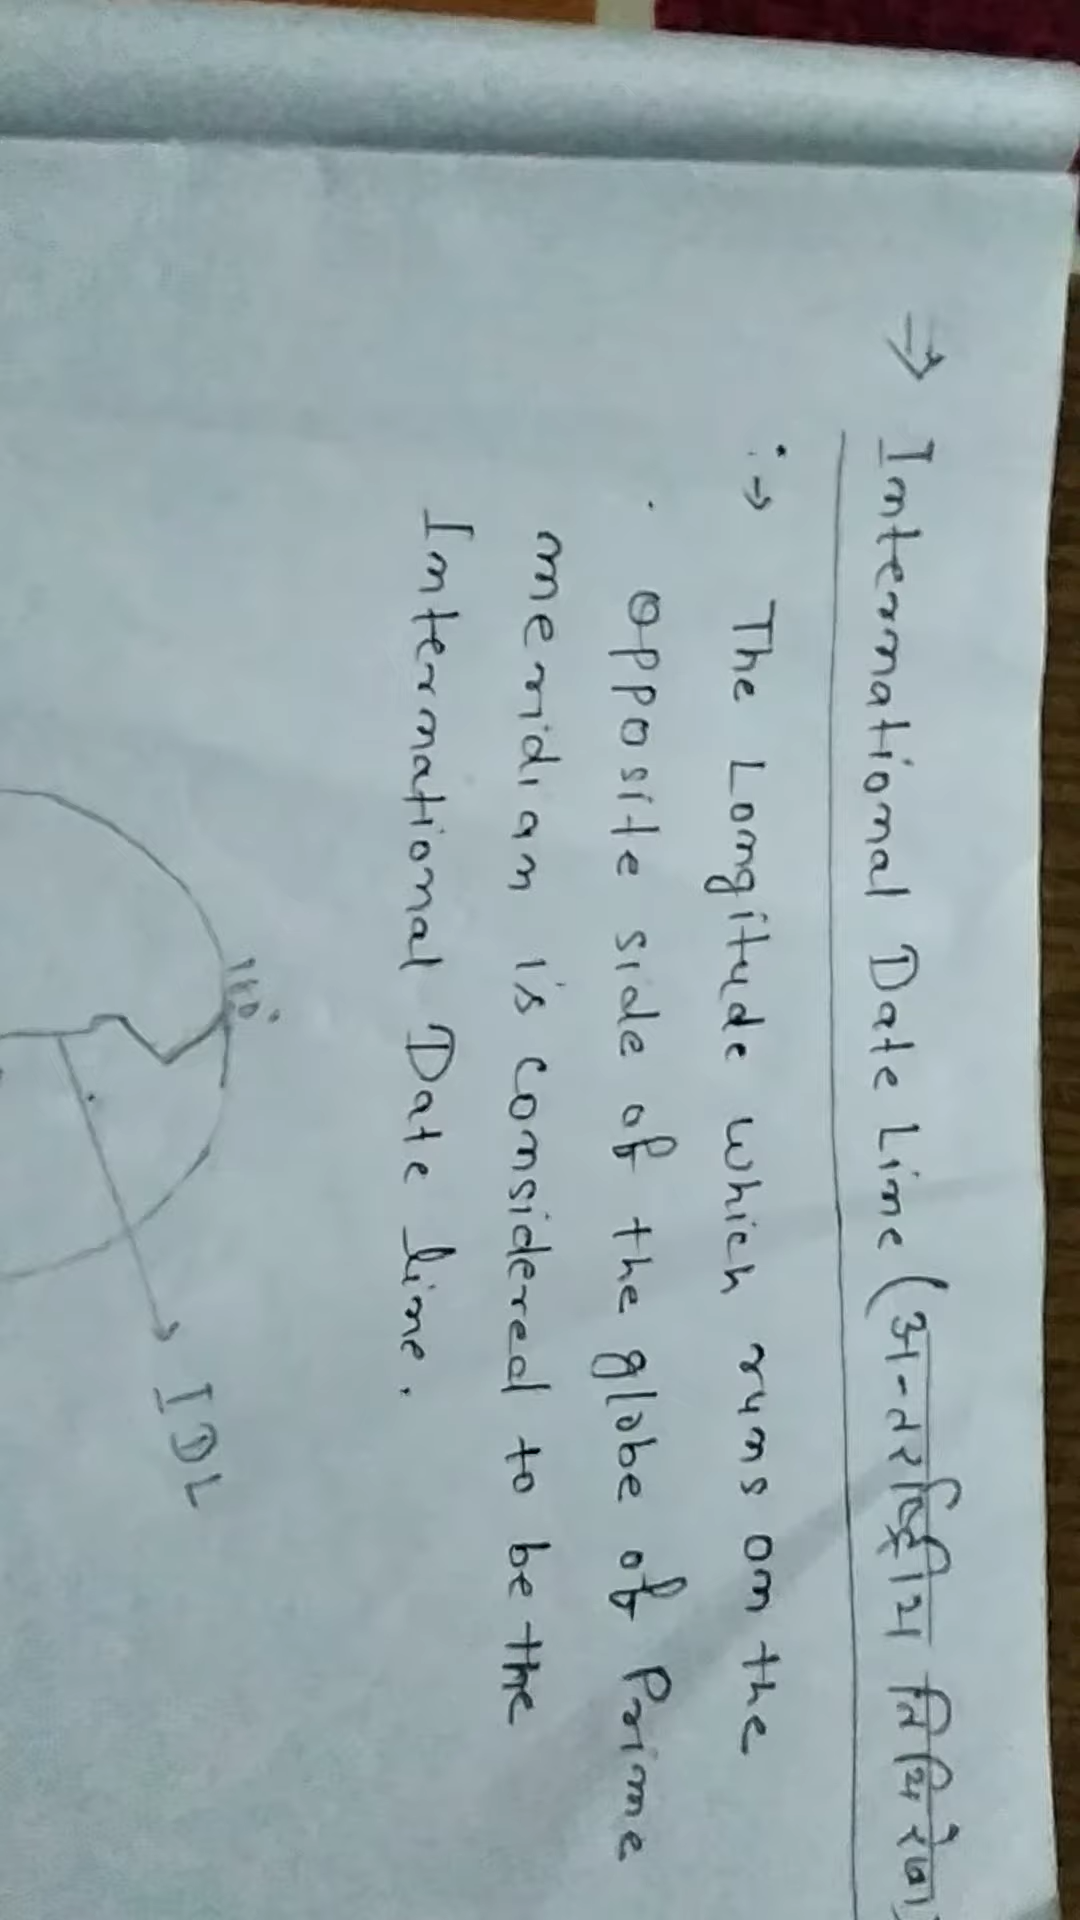 → International Date Line (अन्तर्राष्ट्रीय तिथि रेखा)
:→ The Longitude which runs on the
opposite side of the globe of Prime
meridian is considered to be the
International Date line.
180°
IDL